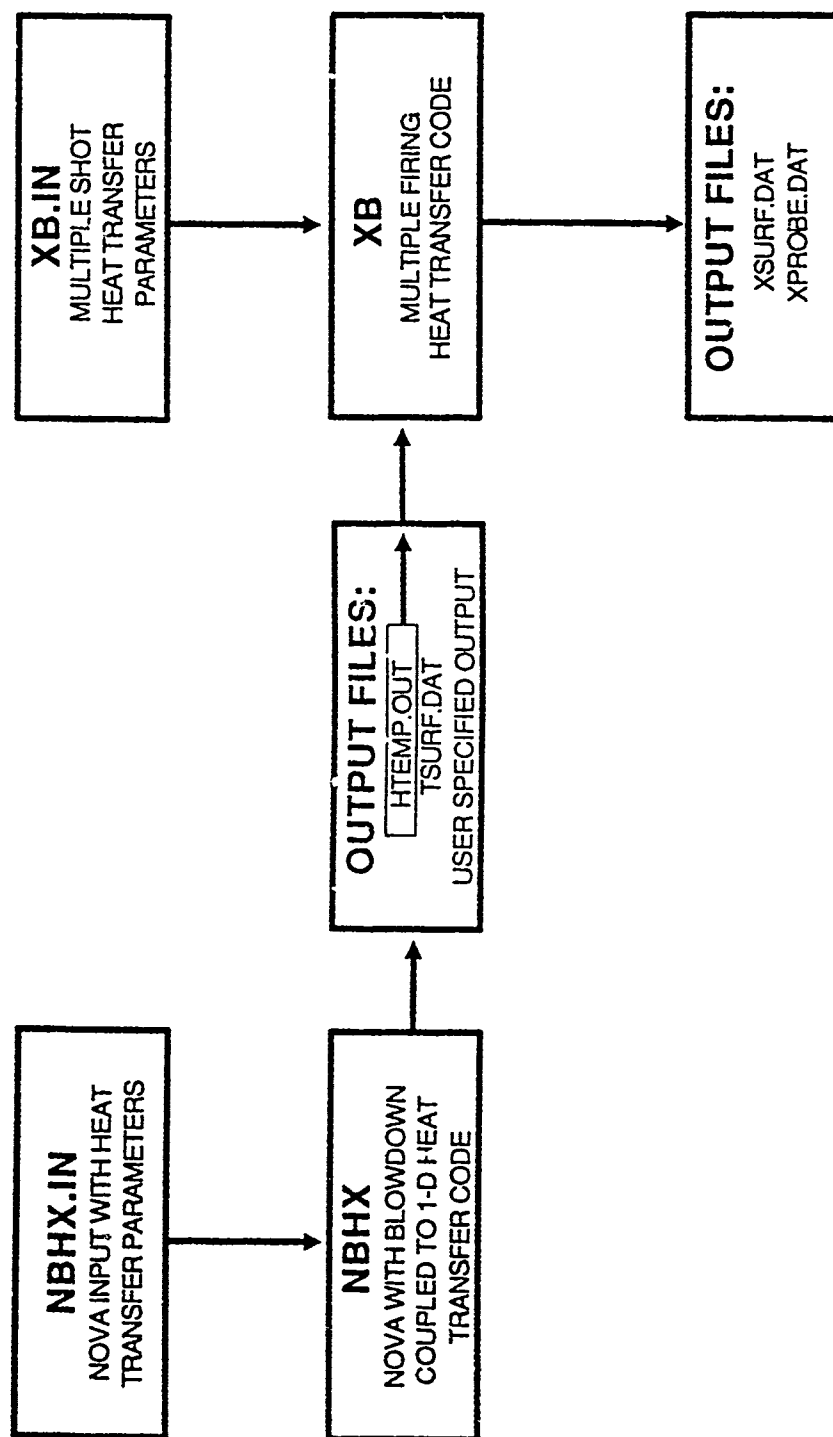 NBHX.IN
NOVA INPUT WITH HEAT
TRANSFER PARAMETERS
NBHX
NOVA WITH BLOWDOWN
COUPLED TO 1-D HEAT
TRANSFER CODE
OUTPUT FILES:
HTEMP.OUT
TSURF.DAT
USER SPECIFIED OUTPUT
XB.IN
MULTIPLE SHOT
HEAT TRANSFER
PARAMETERS
XB
MULTIPLE FIRING
HEAT TRANSFER CODE
OUTPUT FILES:
XSURF.DAT
XPROBE.DAT